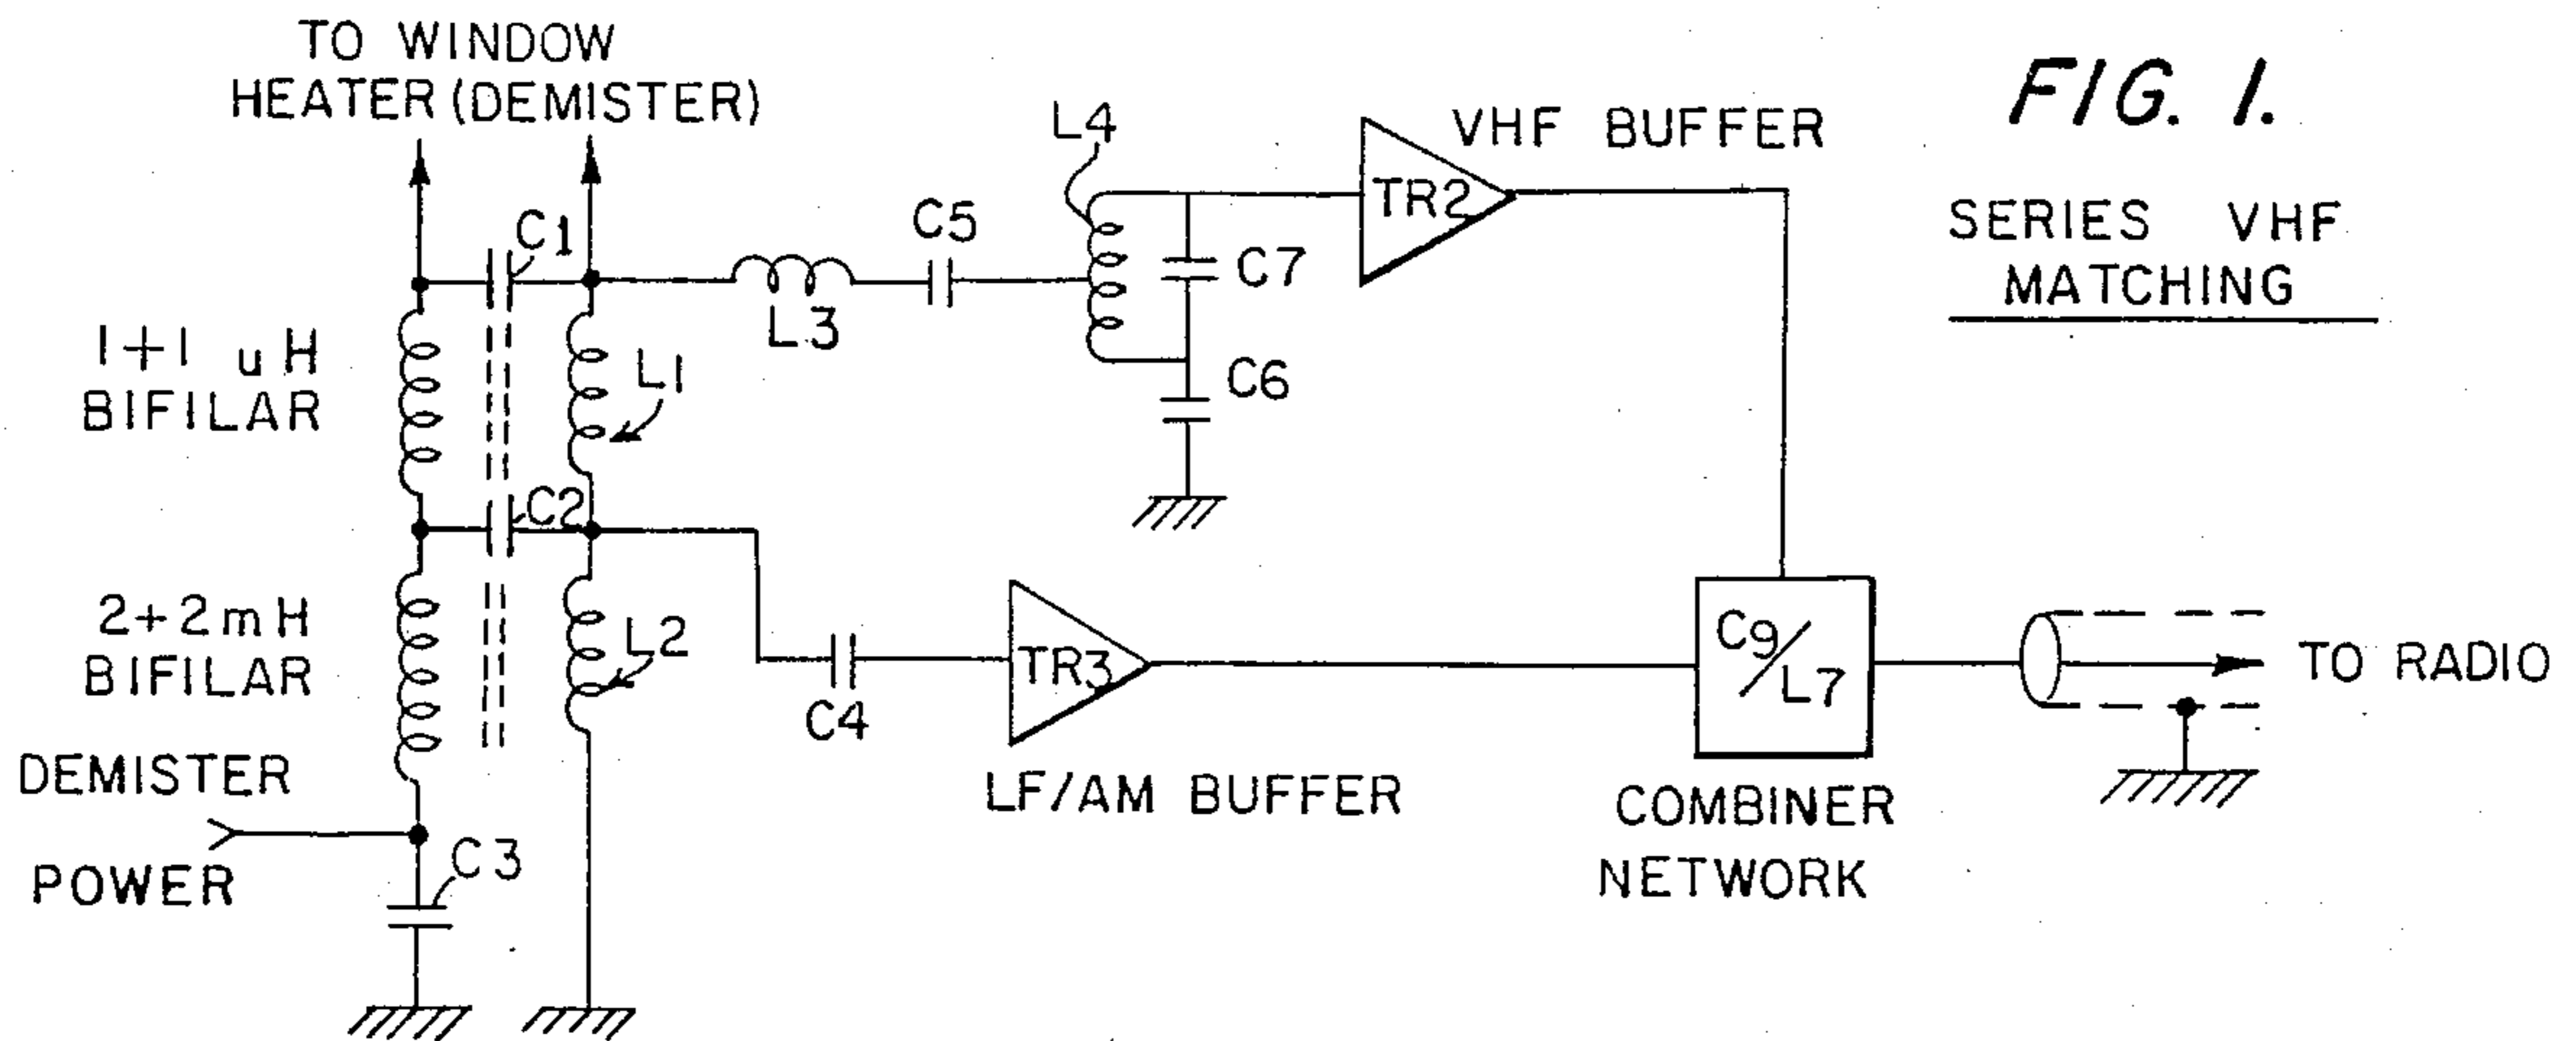 TO WINDOW
HEATER (DEMISTER)
FIG. 1.
SERIES VHF
MATCHING
L4
VHF BUFFER
TR2
C1
C5
L3
C7
C6
1+1 uH
BIFILAR
L1
C2
2+2mH
BIFILAR
L2
C4
TR3
LF/AM BUFFER
C9/L7
COMBINER
NETWORK
TO RADIO
DEMISTER
POWER
C3